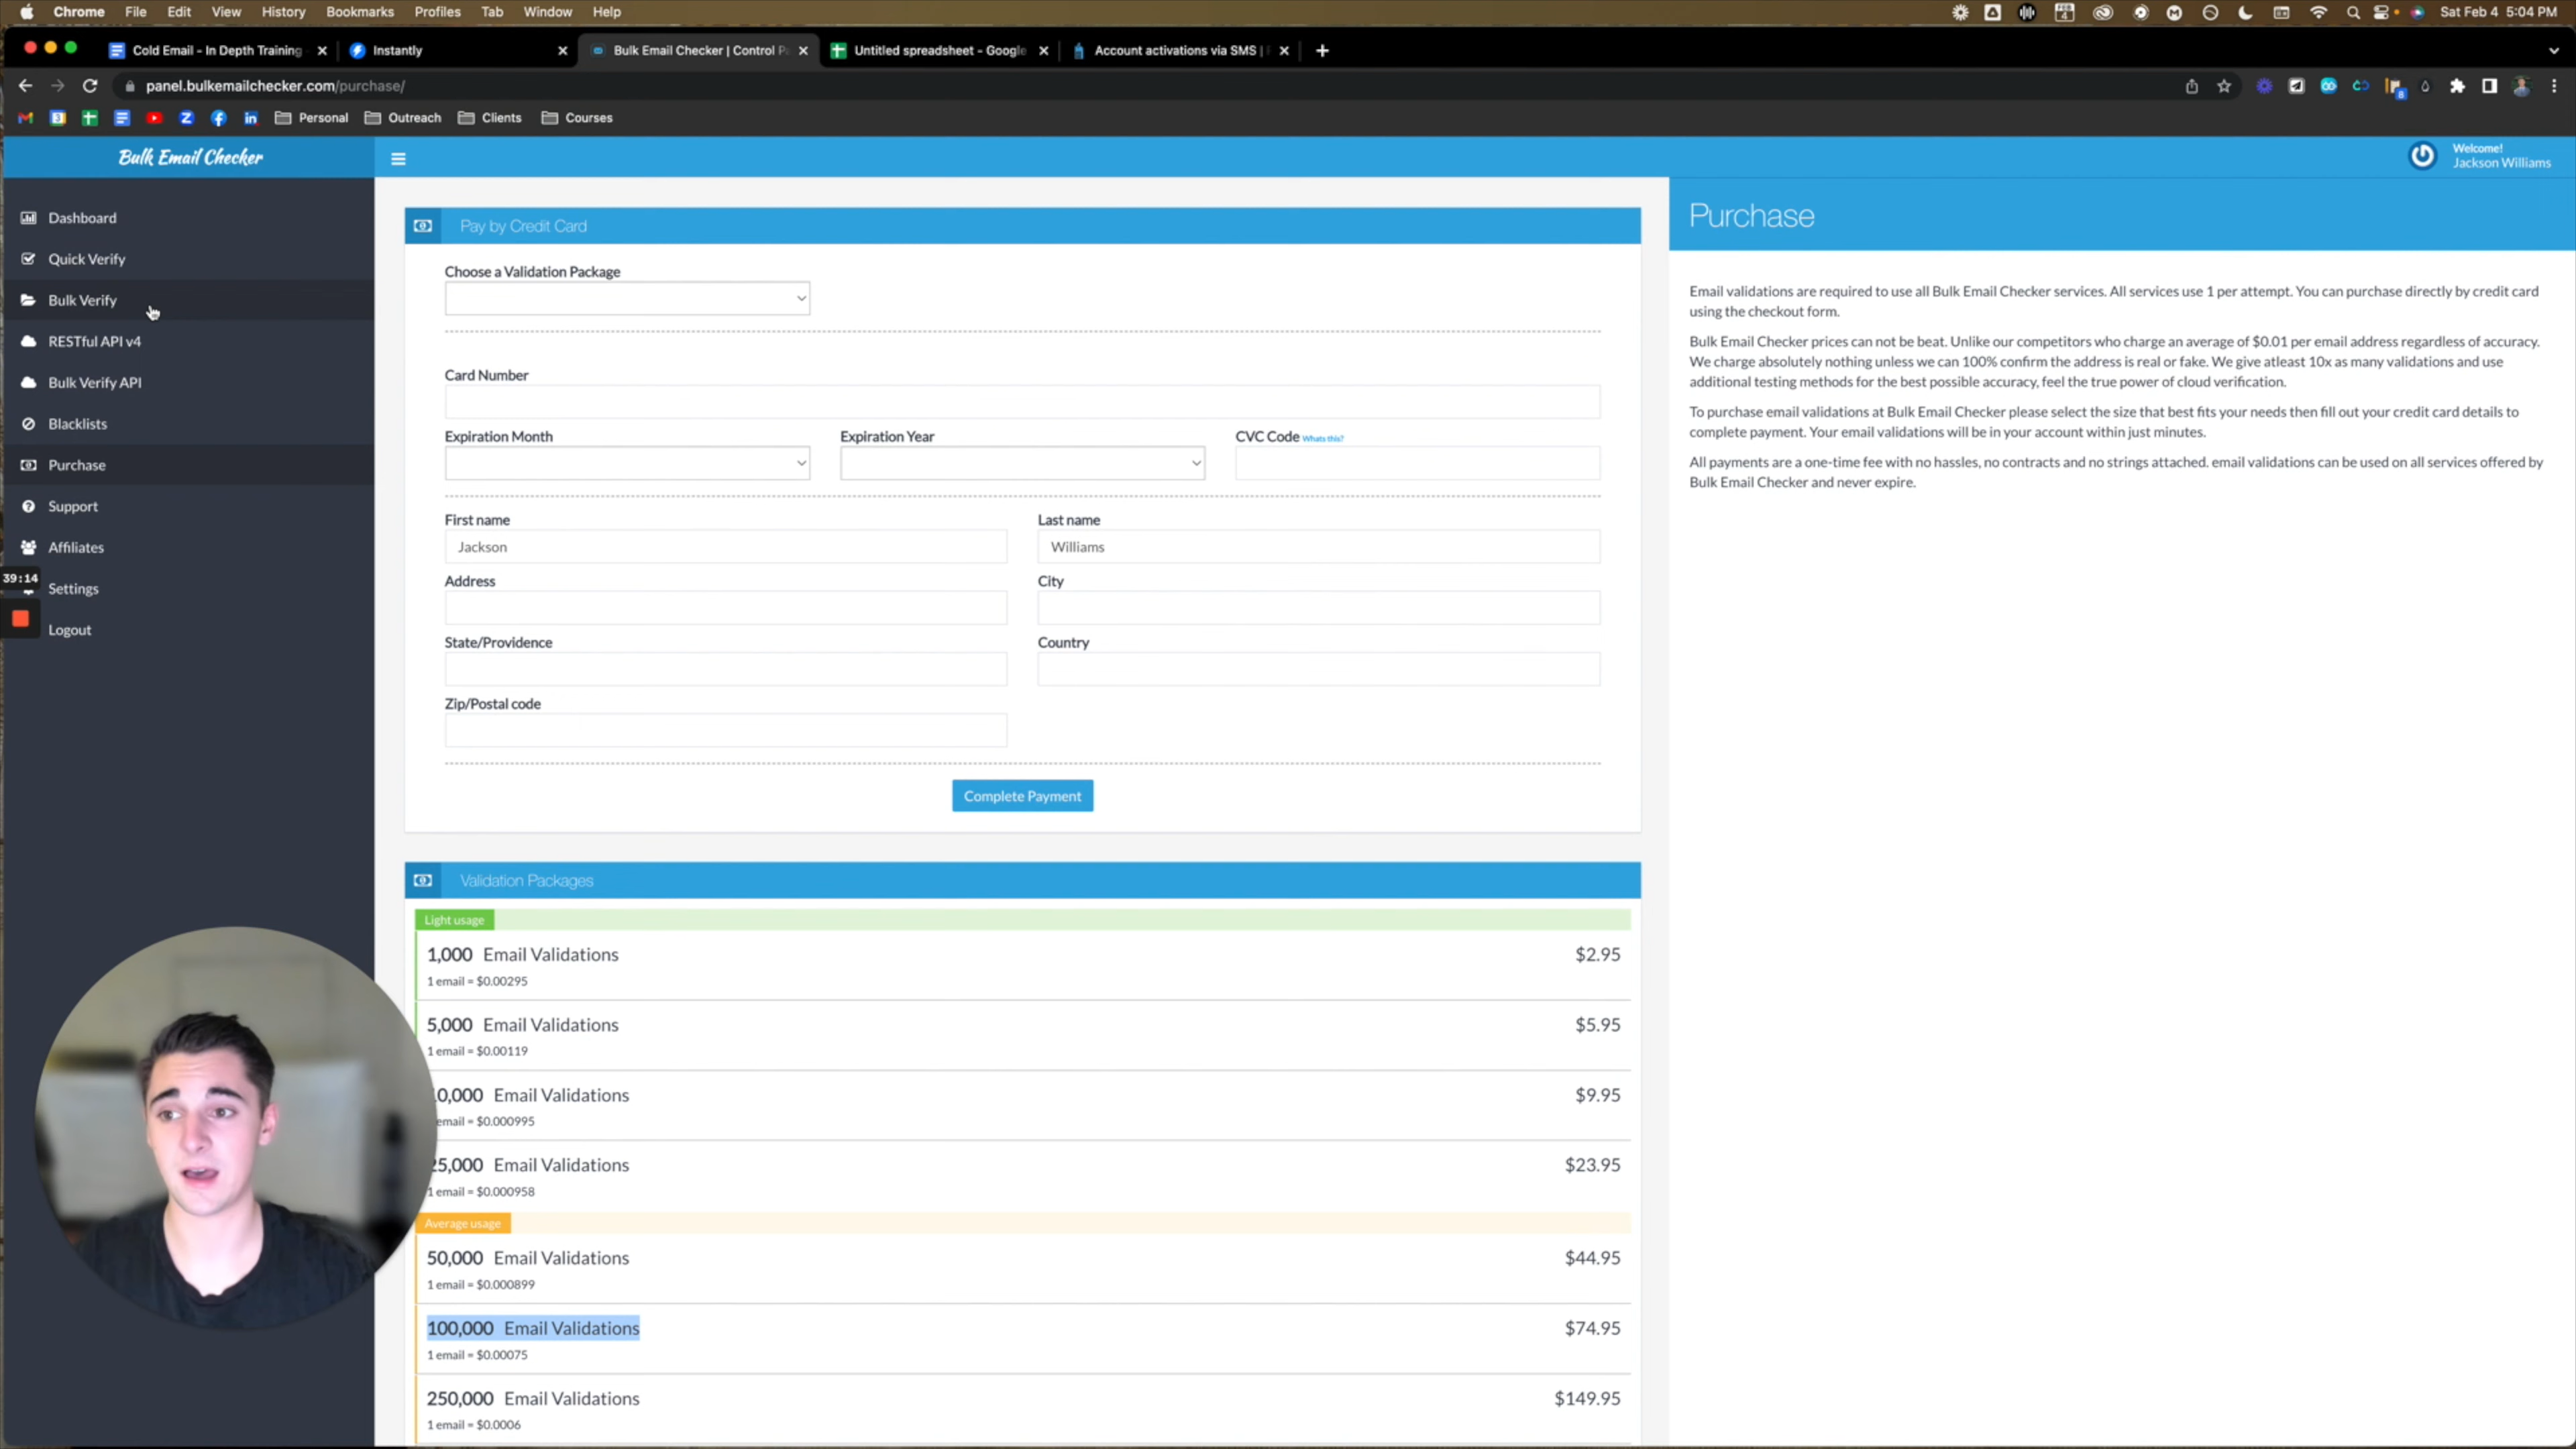 Chrome File Edit View History Bookmarks Profiles Tab Window Help
FEB 4 Sat Feb 4 5:04 PM
Cold Email - In Depth Training Instantly Bulk Email Checker | Control Pa Untitled spreadsheet - Google Account activations via SMS |
panel.bulkemailchecker.com/purchase/
Personal Outreach Clients Courses
Bulk Email Checker
Welcome!
Jackson Williams
Dashboard
Quick Verify
Bulk Verify
RESTful API v4
Bulk Verify API
Blacklists
Purchase
Support
Affiliates
39:14
Settings
Logout
Pay by Credit Card
Choose a Validation Package
Card Number
Expiration Month Expiration Year CVC Code Whats this?
First name Last name
Jackson Williams
Address City
State/Providence Country
Zip/Postal code
Complete Payment
Validation Packages
Light usage
1,000 Email Validations $2.95
1 email = $0.00295
5,000 Email Validations $5.95
1 email = $0.00119
0,000 Email Validations $9.95
email = $0.000995
25,000 Email Validations $23.95
1 email = $0.000958
Average usage
50,000 Email Validations $44.95
1 email = $0.000899
100,000 Email Validations $74.95
1 email = $0.00075
250,000 Email Validations $149.95
1 email = $0.0006
Purchase
Email validations are required to use all Bulk Email Checker services. All services use 1 per attempt. You can purchase directly by credit card
using the checkout form.
Bulk Email Checker prices can not be beat. Unlike our competitors who charge an average of $0.01 per email address regardless of accuracy.
We charge absolutely nothing unless we can 100% confirm the address is real or fake. We give atleast 10x as many validations and use
additional testing methods for the best possible accuracy, feel the true power of cloud verification.
To purchase email validations at Bulk Email Checker please select the size that best fits your needs then fill out your credit card details to
complete payment. Your email validations will be in your account within just minutes.
All payments are a one-time fee with no hassles, no contracts and no strings attached. email validations can be used on all services offered by
Bulk Email Checker and never expire.